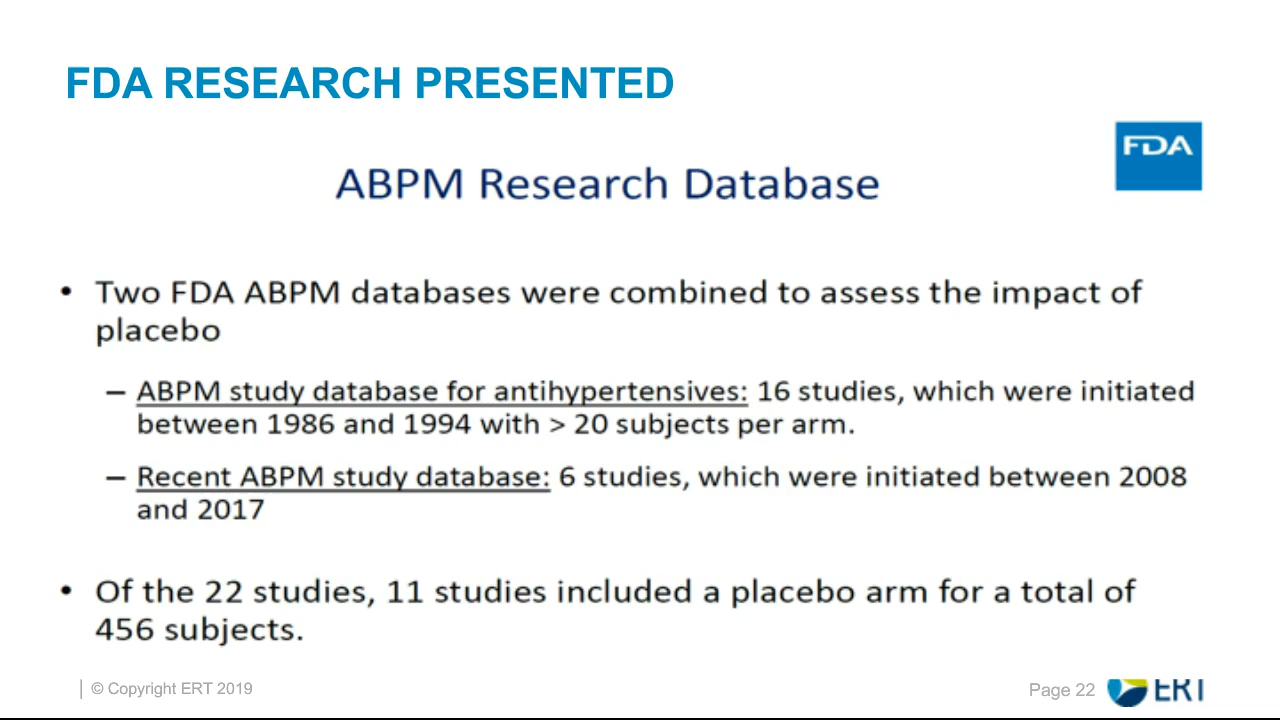 FDA RESEARCH PRESENTED
FDA
ABPM Research Database
• Two FDA ABPM databases were combined to assess the impact of
placebo
– ABPM study database for antihypertensives: 16 studies, which were initiated
between 1986 and 1994 with > 20 subjects per arm.
– Recent ABPM study database: 6 studies, which were initiated between 2008
and 2017
• Of the 22 studies, 11 studies included a placebo arm for a total of
456 subjects.
© Copyright ERT 2019
Page 22
ERT